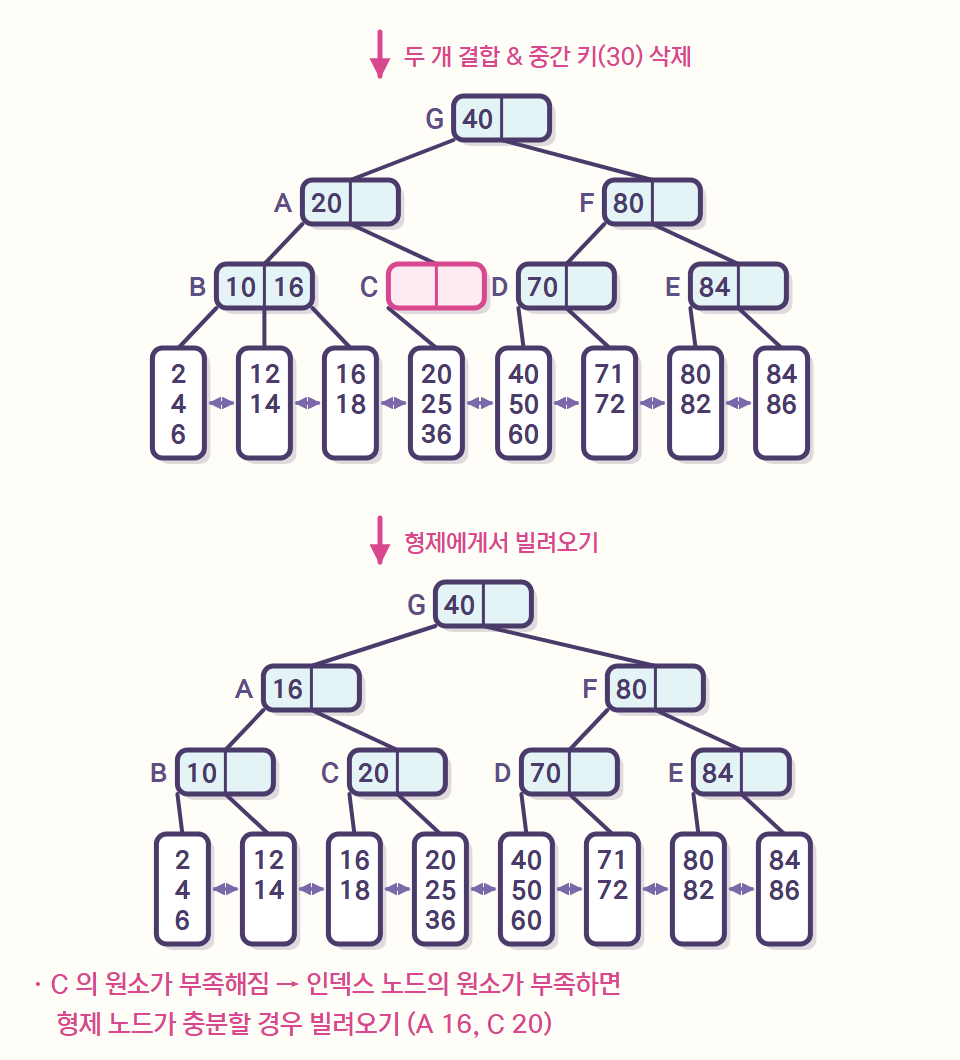 두 개 결합 & 중간 키(30) 삭제
G 40
A 20 F 80
B 10 16 C D 70 E 84
2 12 16 20 40 71 80 84
4 14 18 25 50 72 82 86
6 36 60
형제에게서 빌려오기
G 40
A 16 F 80
B 10 C 20 D 70 E 84
2 12 16 20 40 71 80 84
4 14 18 25 50 72 82 86
6 36 60
· C 의 원소가 부족해짐 → 인덱스 노드의 원소가 부족하면
형제 노드가 충분할 경우 빌려오기 (A 16, C 20)